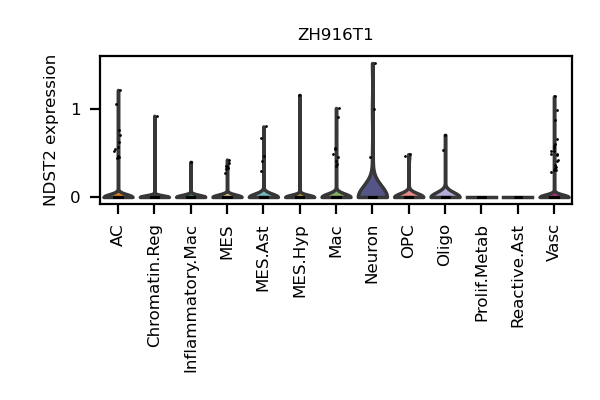 ZH916T1
NDST2 expression
1
0
AC
Chromatin.Reg
Inflammatory.Mac
MES
MES.Ast
MES.Hyp
Mac
Neuron
OPC
Oligo
Prolif.Metab
Reactive.Ast
Vasc